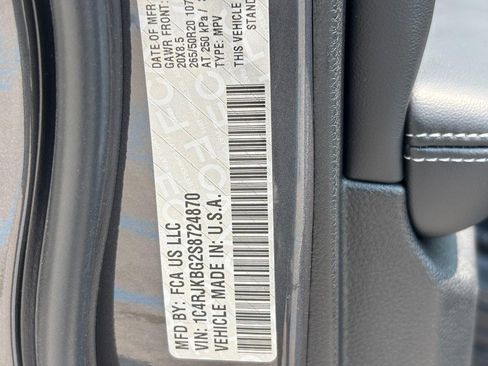 DATE OF MFR
GAWR FRONT
20X8.5
265/50R20 107
AT 250 kPa /
TYPE: MPV
THIS VEHICLE
STAND
MFD BY: FCA US LLC
VIN: 1C4RJKBG2S8724870
VEHICLE MADE IN: U.S.A.